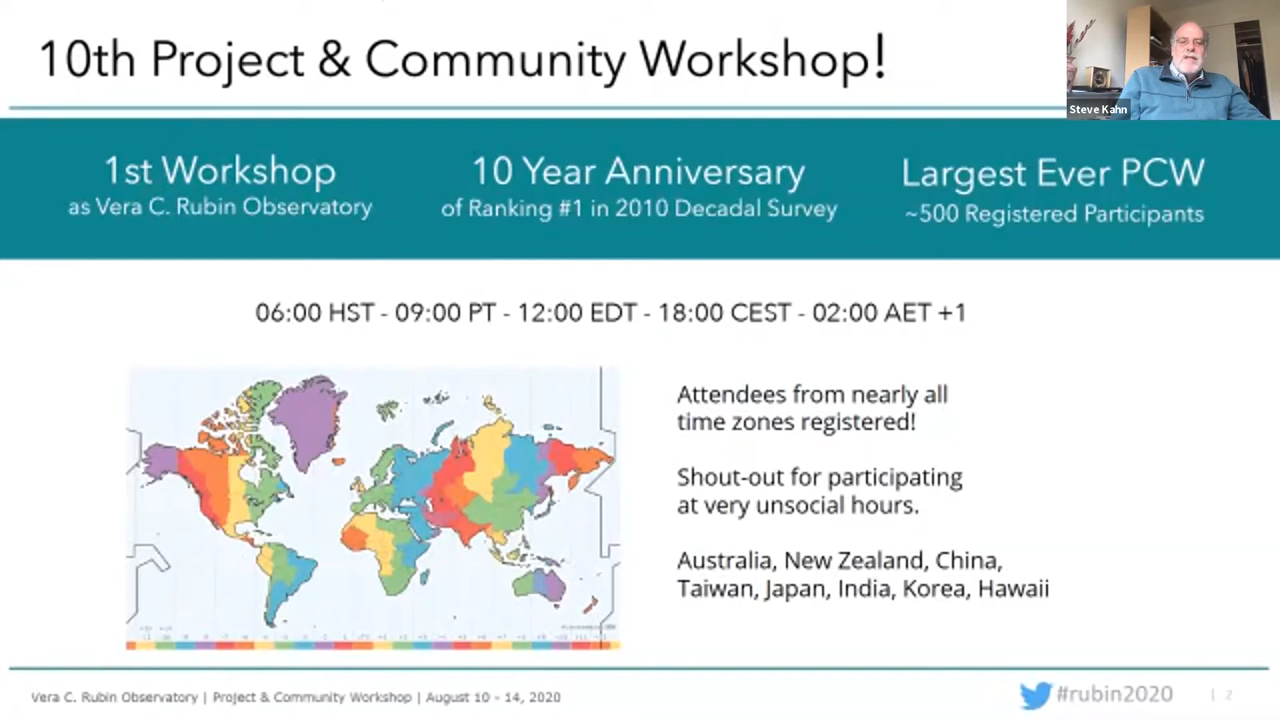 10th Project & Community Workshop!
Steve Kahn
1st Workshop
as Vera C. Rubin Observatory
10 Year Anniversary
of Ranking #1 in 2010 Decadal Survey
Largest Ever PCW
~500 Registered Participants
06:00 HST - 09:00 PT - 12:00 EDT - 18:00 CEST - 02:00 AET +1
Attendees from nearly all
time zones registered!
Shout-out for participating
at very unsocial hours.
Australia, New Zealand, China,
Taiwan, Japan, India, Korea, Hawaii
Vera C. Rubin Observatory | Project & Community Workshop | August 10 - 14, 2020
#rubin2020
| 2